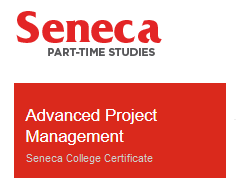 Seneca
PART-TIME STUDIES
Advanced Project
Management
Seneca College Certificate